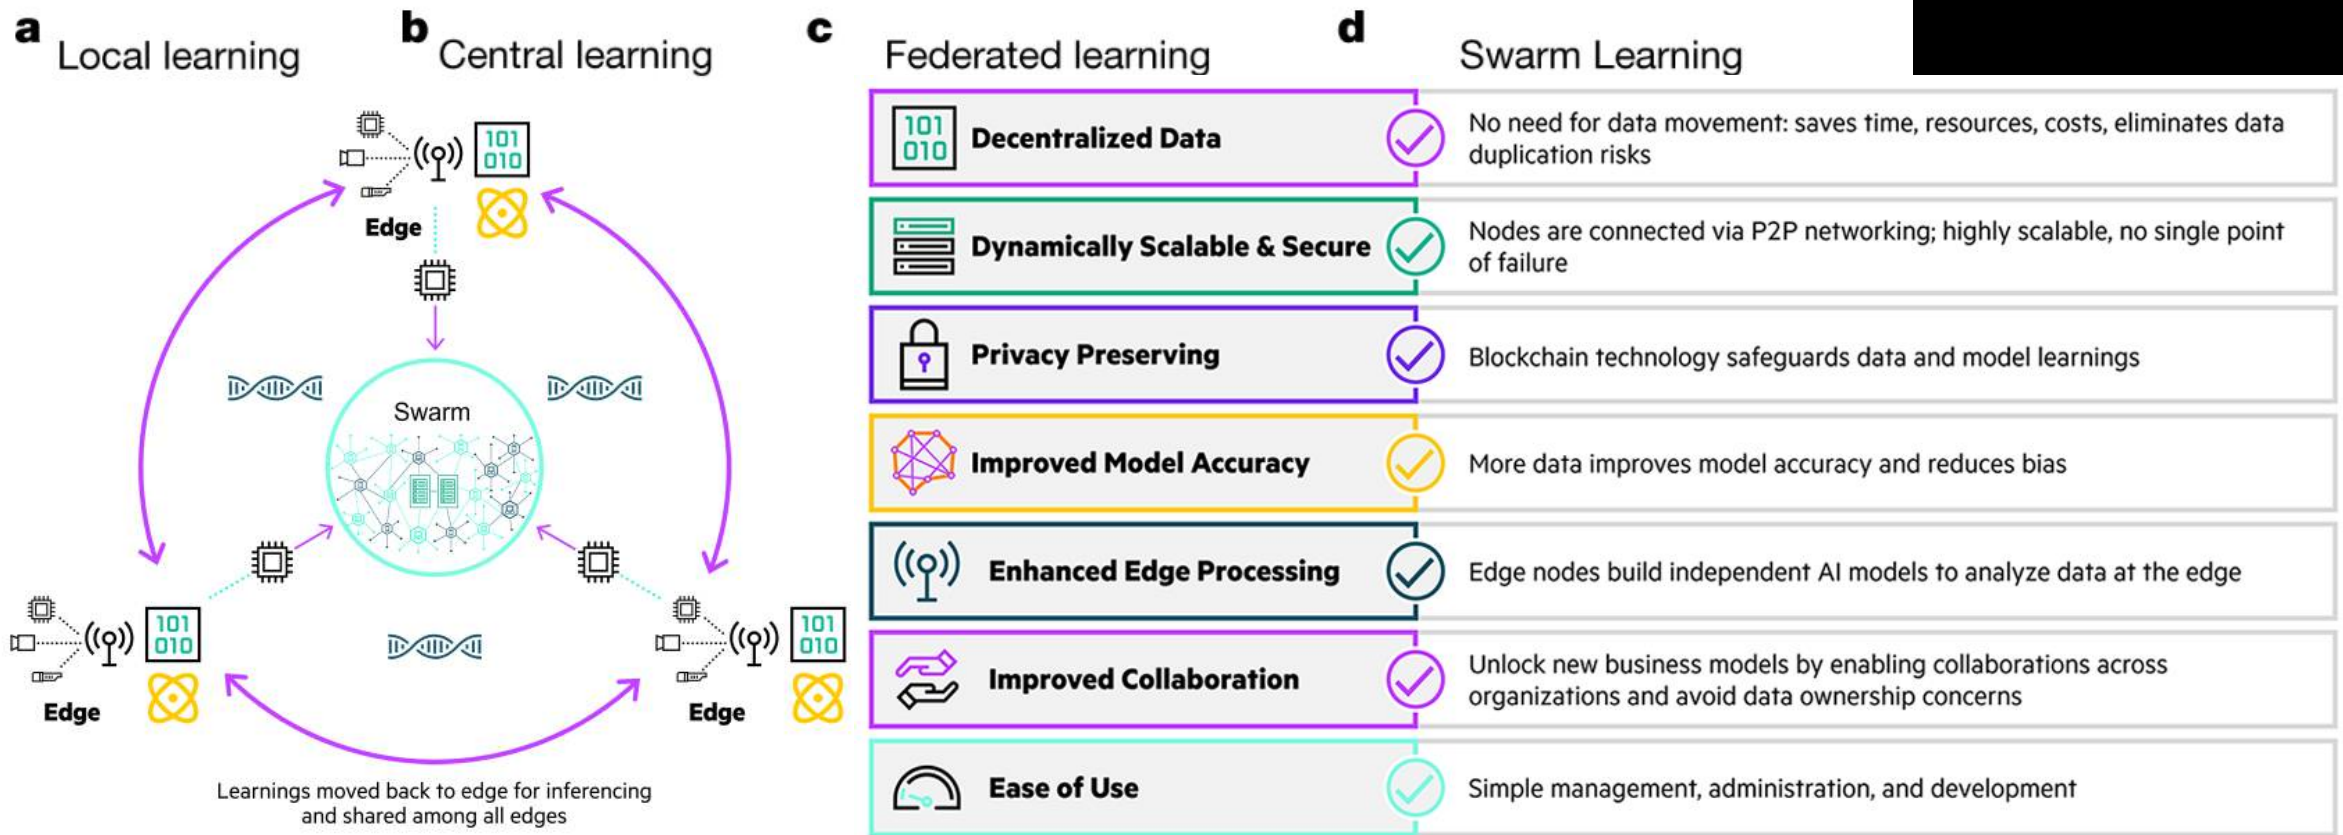 a
Local learning
b
Central learning
c
Federated learning
d
Swarm Learning
101
010
Edge
Swarm
101
010
Edge
101
010
Edge
Learnings moved back to edge for inferencing
and shared among all edges
101
010
Decentralized Data
No need for data movement: saves time, resources, costs, eliminates data
duplication risks
Dynamically Scalable & Secure
Nodes are connected via P2P networking; highly scalable, no single point
of failure
Privacy Preserving
Blockchain technology safeguards data and model learnings
Improved Model Accuracy
More data improves model accuracy and reduces bias
Enhanced Edge Processing
Edge nodes build independent AI models to analyze data at the edge
Improved Collaboration
Unlock new business models by enabling collaborations across
organizations and avoid data ownership concerns
Ease of Use
Simple management, administration, and development